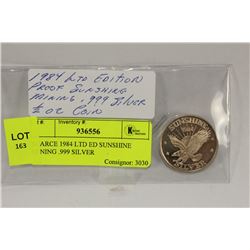 1984 LTD EDITION
PROOF SUNSHINE
MINING .999 SILVER
½ oz COIN
LOT
163
t #:
Inventory #:
936556
ARCE 1984 LTD ED SUNSHINE
NING .999 SILVER
Consignor: 3030
SUNSHINE
SILVER